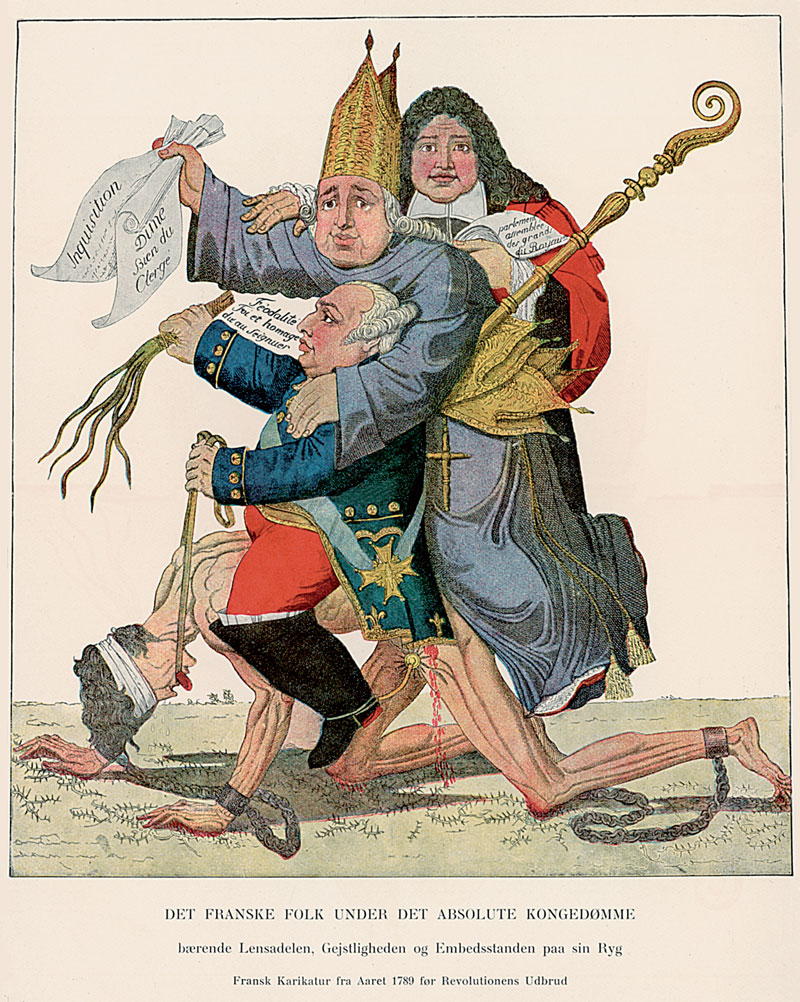 Inquisition
Dime
Bien du
Clergé
parlement
assemblée
des grands
du Royaume
Féodalité
Foi et homage
du au Seignuer
DET FRANSKE FOLK UNDER DET ABSOLUTE KONGEDØMME
bærende Lensadelen, Gejstligheden og Embedsstanden paa sin Ryg
Fransk Karikatur fra Aaret 1789 før Revolutionens Udbrud